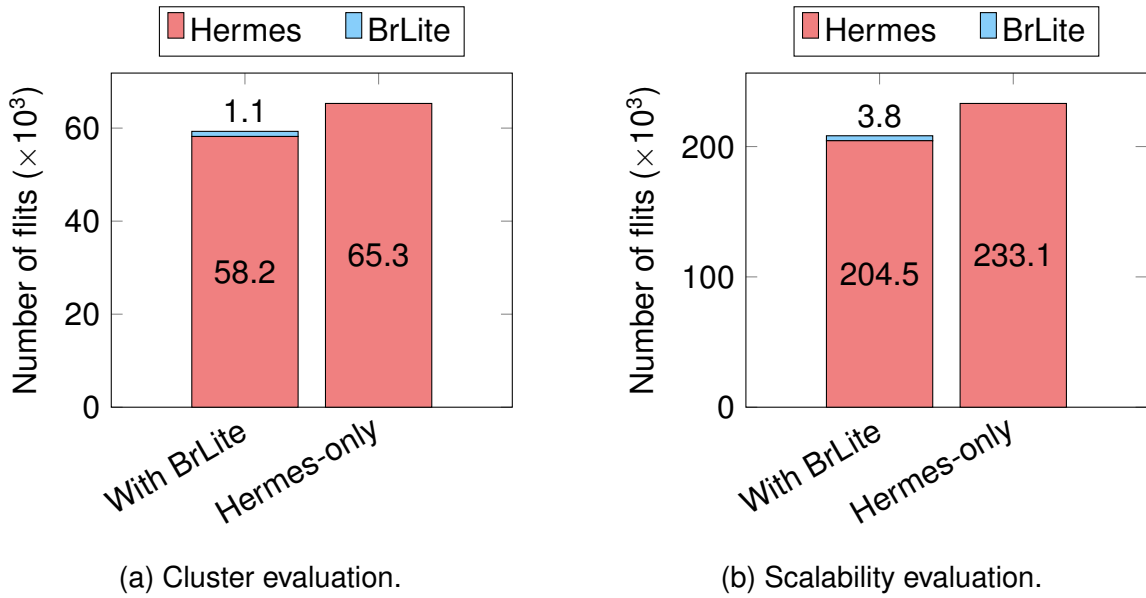 Hermes BrLite
Number of flits (×10³)
60
40
20
0
1.1
58.2
65.3
With BrLite
Hermes-only
(a) Cluster evaluation.
Hermes BrLite
Number of flits (×10³)
200
100
0
3.8
204.5
233.1
With BrLite
Hermes-only
(b) Scalability evaluation.